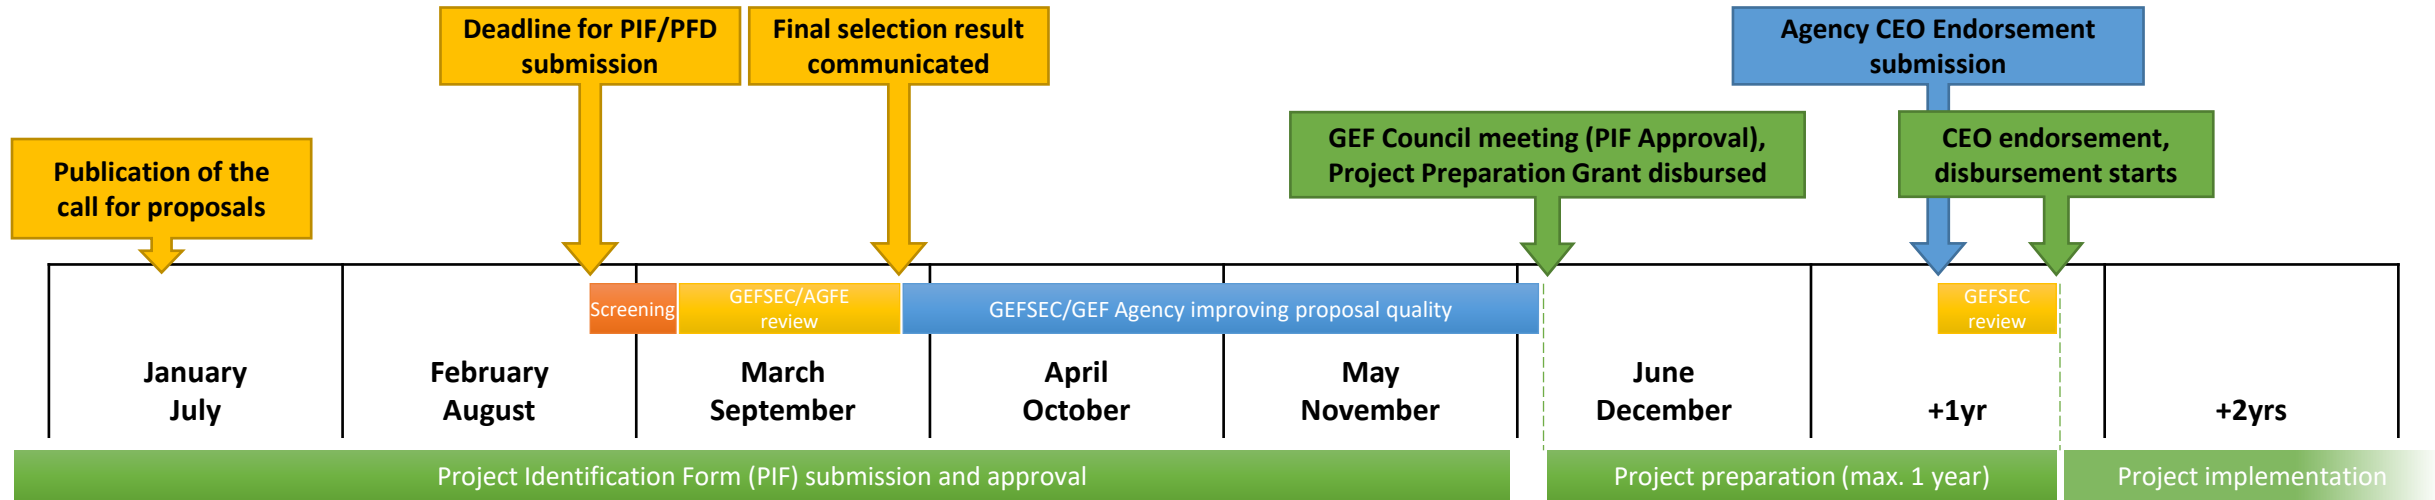 Deadline for PIF/PFD
submission
Final selection result
communicated
Agency CEO Endorsement
submission
Publication of the
call for proposals
GEF Council meeting (PIF Approval),
Project Preparation Grant disbursed
CEO endorsement,
disbursement starts
Screening
GEFSEC/AGFE
review
GEFSEC/GEF Agency improving proposal quality
GEFSEC
review
January
July
February
August
March
September
April
October
May
November
June
December
+1yr
+2yrs
Project Identification Form (PIF) submission and approval
Project preparation (max. 1 year)
Project implementation